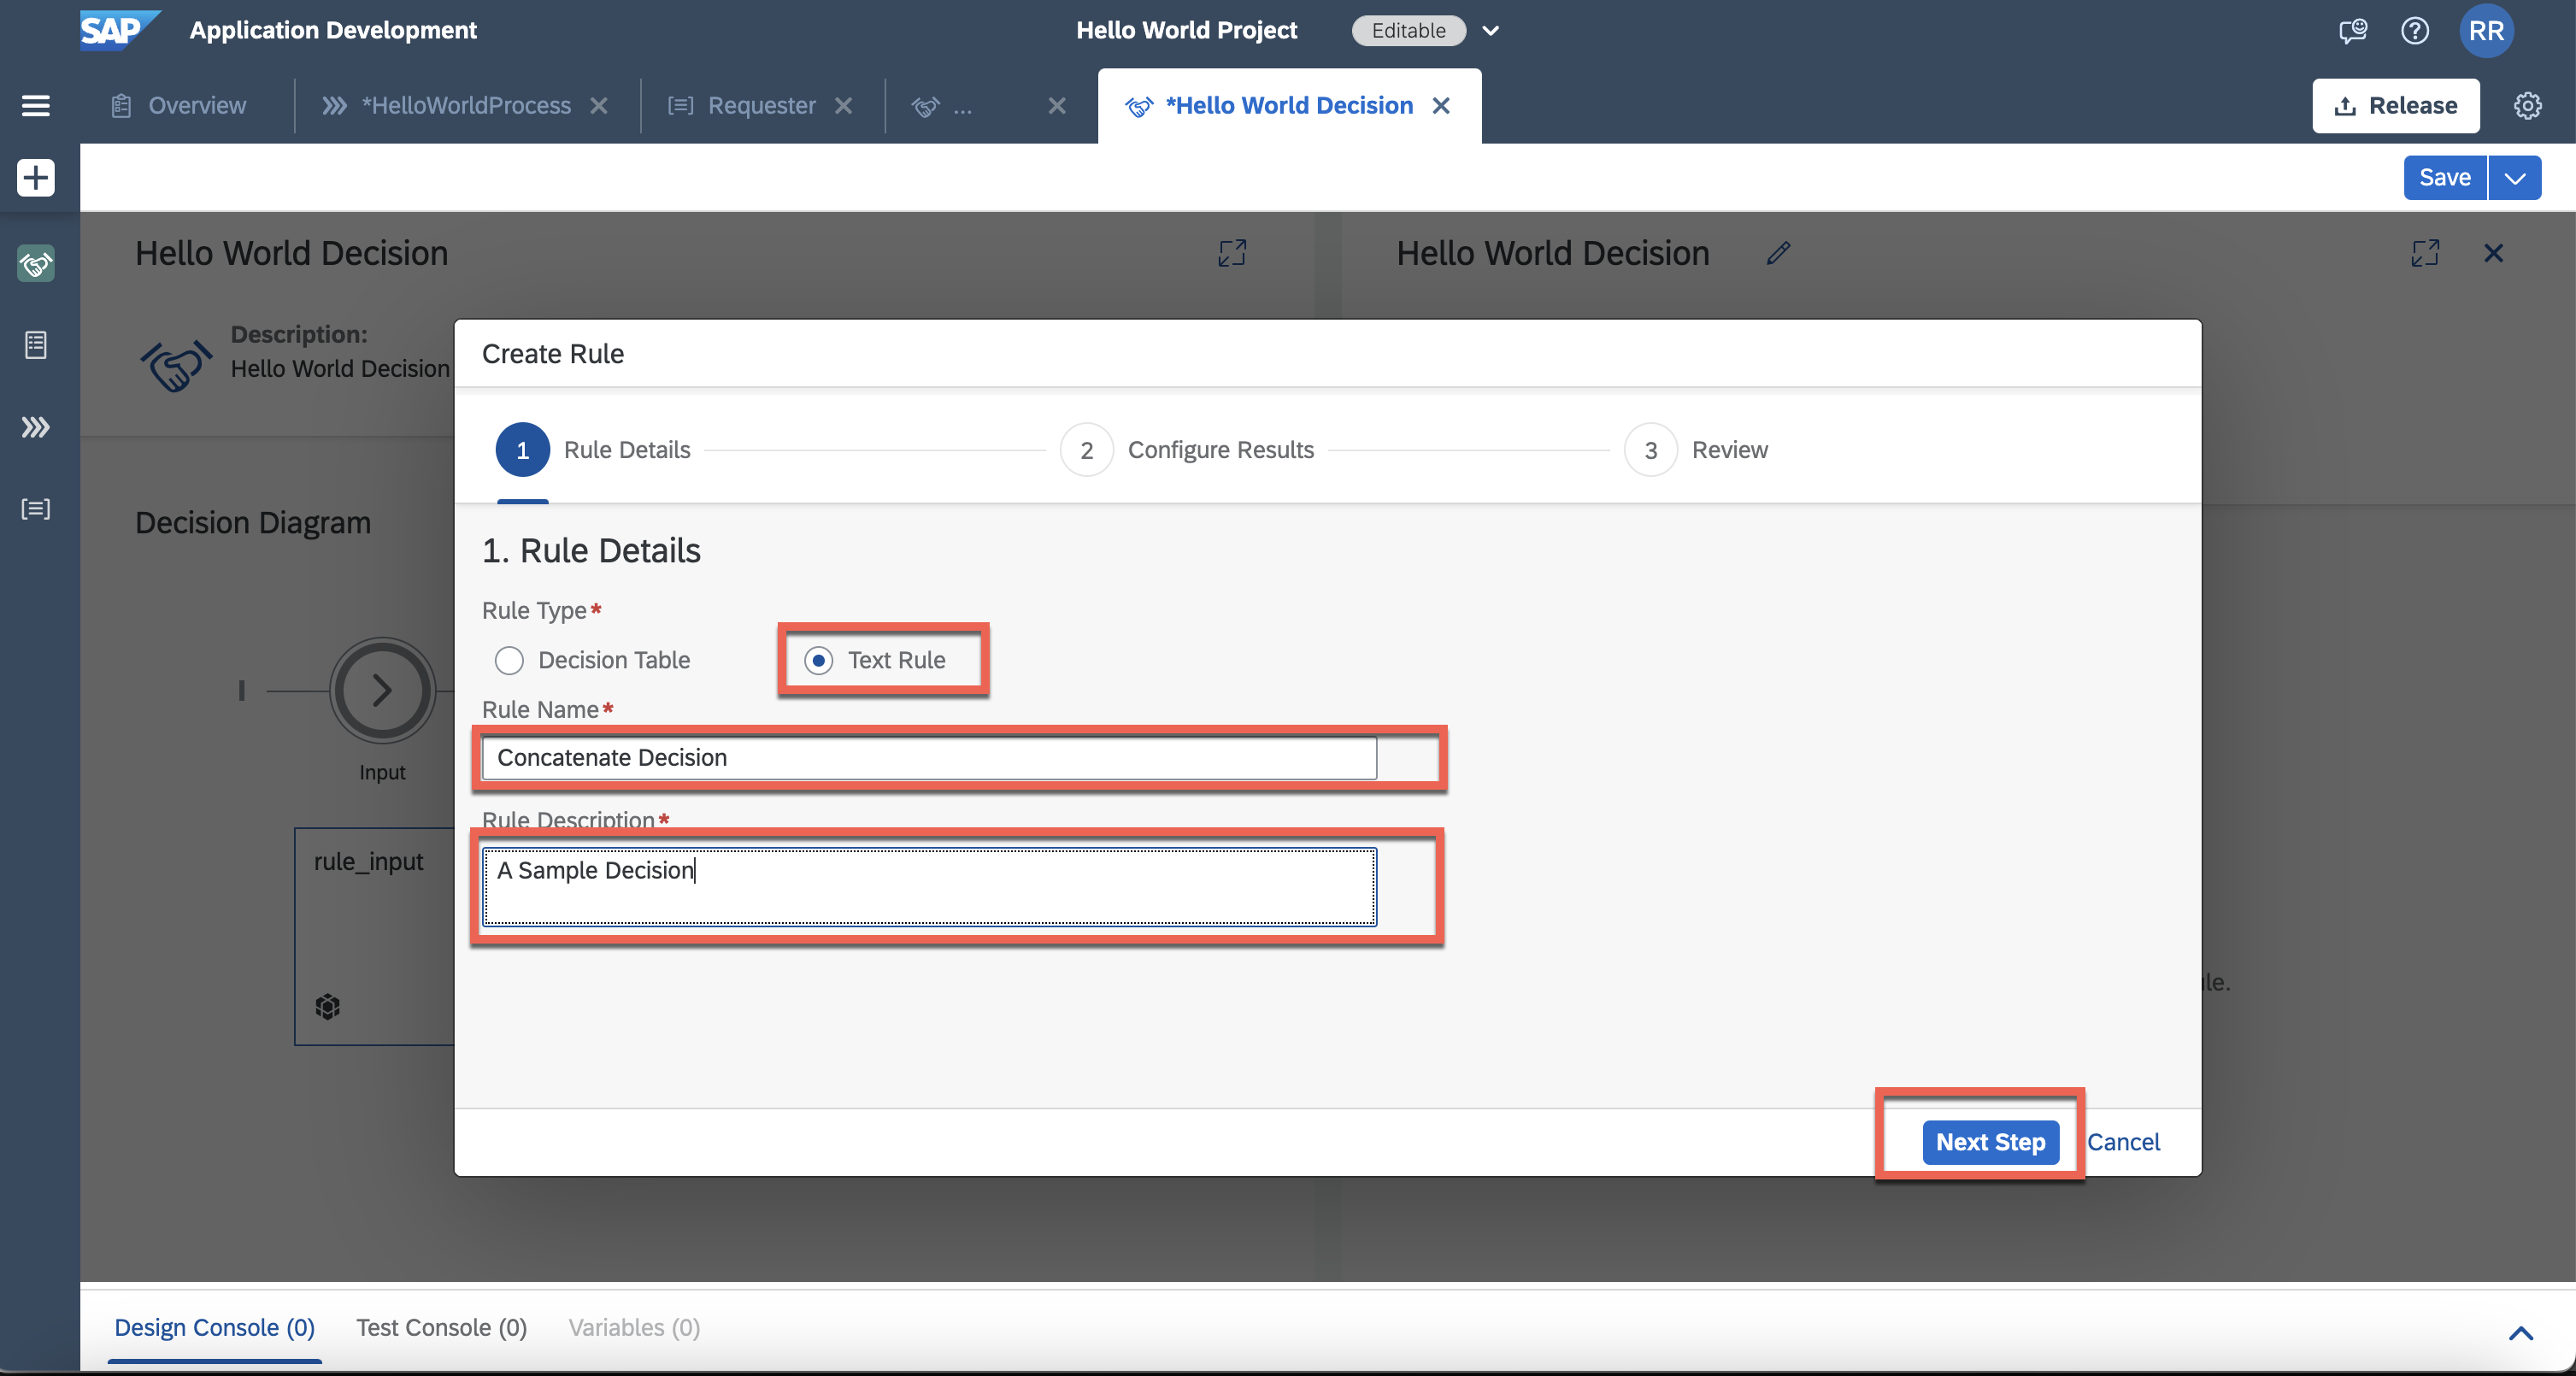 SAP Application Development Hello World Project Editable RR
Overview *HelloWorldProcess Requester ... *Hello World Decision Release
Save
Hello World Decision
Hello World Decision
Description:
Hello World Decision
Create Rule
1 Rule Details 2 Configure Results 3 Review
Decision Diagram
1. Rule Details
Rule Type*
Decision Table Text Rule
Rule Name*
Concatenate Decision
Input
Rule Description*
rule_input
A Sample Decision
Next Step Cancel
Design Console (0) Test Console (0) Variables (0)